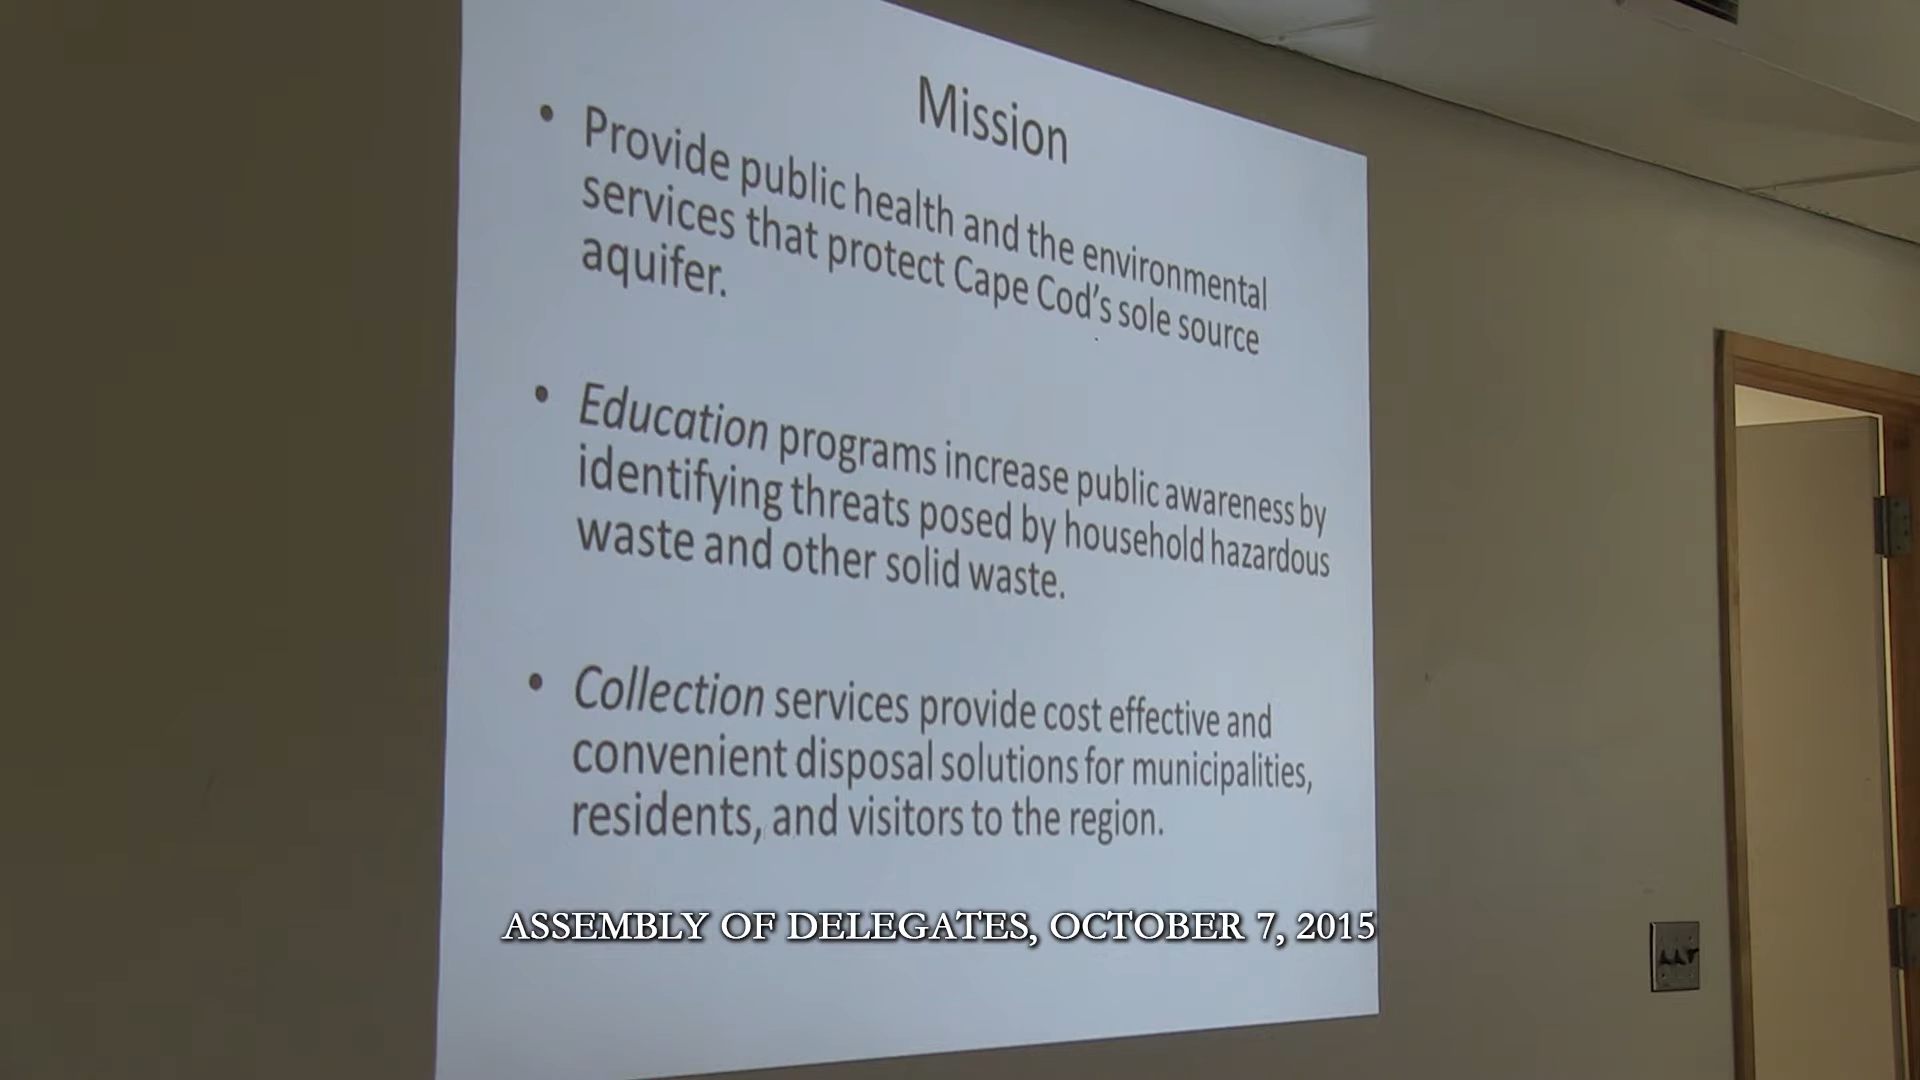 Mission
• Provide public health and the environmental
services that protect Cape Cod's sole source
aquifer.
• Education programs increase public awareness by
identifying threats posed by household hazardous
waste and other solid waste.
• Collection services provide cost effective and
convenient disposal solutions for municipalities,
residents, and visitors to the region.
ASSEMBLY OF DELEGATES, OCTOBER 7, 2015